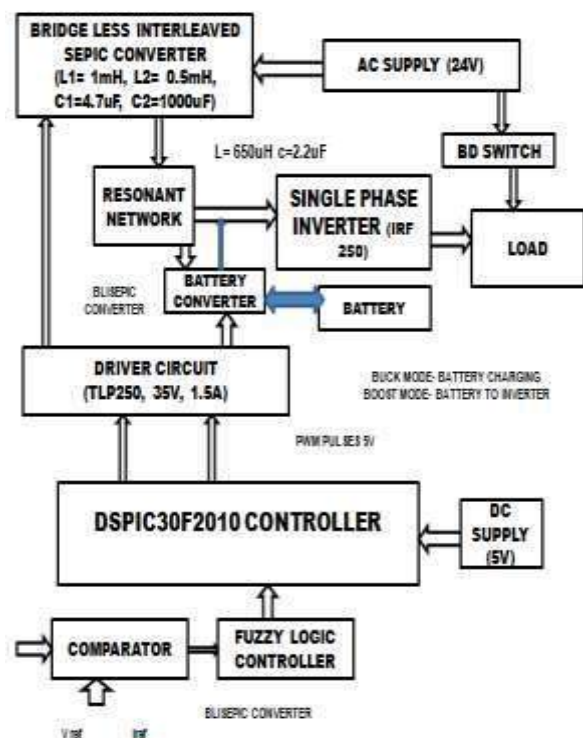 BRIDGE LESS INTERLEAVED
SEPIC CONVERTER
(L1= 1mH, L2= 0.5mH,
C1=4.7uF, C2=1000uF)
AC SUPPLY (24V)
BD SWITCH
L= 650uH c=2.2uF
RESONANT
NETWORK
SINGLE PHASE
INVERTER (IRF
250)
LOAD
BLISEPIC
CONVERTER
BATTERY
CONVERTER
BATTERY
DRIVER CIRCUIT
(TLP250, 35V, 1.5A)
BUCK MODE- BATTERY CHARGING
BOOST MODE- BATTERY TO INVERTER
PWM PULSES 5V
DSPIC30F2010 CONTROLLER
DC
SUPPLY
(5V)
COMPARATOR
FUZZY LOGIC
CONTROLLER
BLISEPIC CONVERTER
V ref
Iref